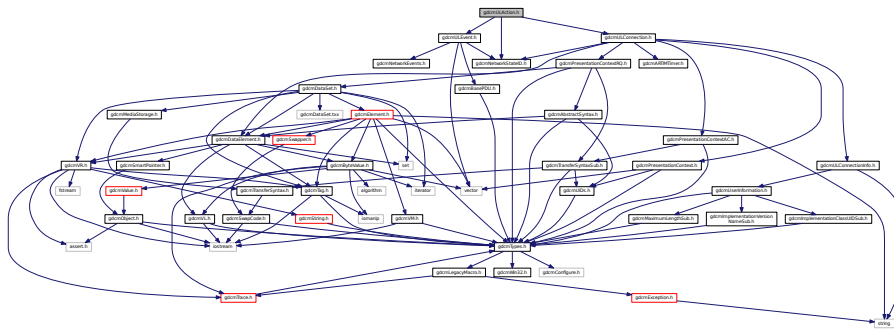 gdcmULAction.h
gdcmULEvent.h
gdcmULConnection.h
gdcmNetworkEvents.h
gdcmNetworkStateID.h
gdcmPresentationContextRQ.h
gdcmARTIMTimer.h
gdcmDataSet.h
gdcmBasePDU.h
gdcmMediaStorage.h
gdcmDataSet.txx
gdcmElement.h
gdcmAbstractSyntax.h
gdcmDataElement.h
gdcmSwapper.h
gdcmPresentationContextAC.h
gdcmVR.h
gdcmSmartPointer.h
gdcmByteValue.h
set
gdcmTransferSyntaxSub.h
gdcmPresentationContext.h
gdcmULConnectionInfo.h
fstream
gdcmValue.h
gdcmTransferSyntax.h
gdcmTag.h
algorithm
iterator
vector
gdcmUIDs.h
gdcmUserInformation.h
gdcmObject.h
gdcmVL.h
gdcmSwapCode.h
gdcmString.h
iomanip
gdcmVM.h
gdcmMaximumLengthSub.h
gdcmImplementationVersion
NameSub.h
gdcmImplementationClassUIDSub.h
assert.h
iostream
gdcmTypes.h
gdcmLegacyMacro.h
gdcmWin32.h
gdcmConfigure.h
gdcmTrace.h
gdcmException.h
string